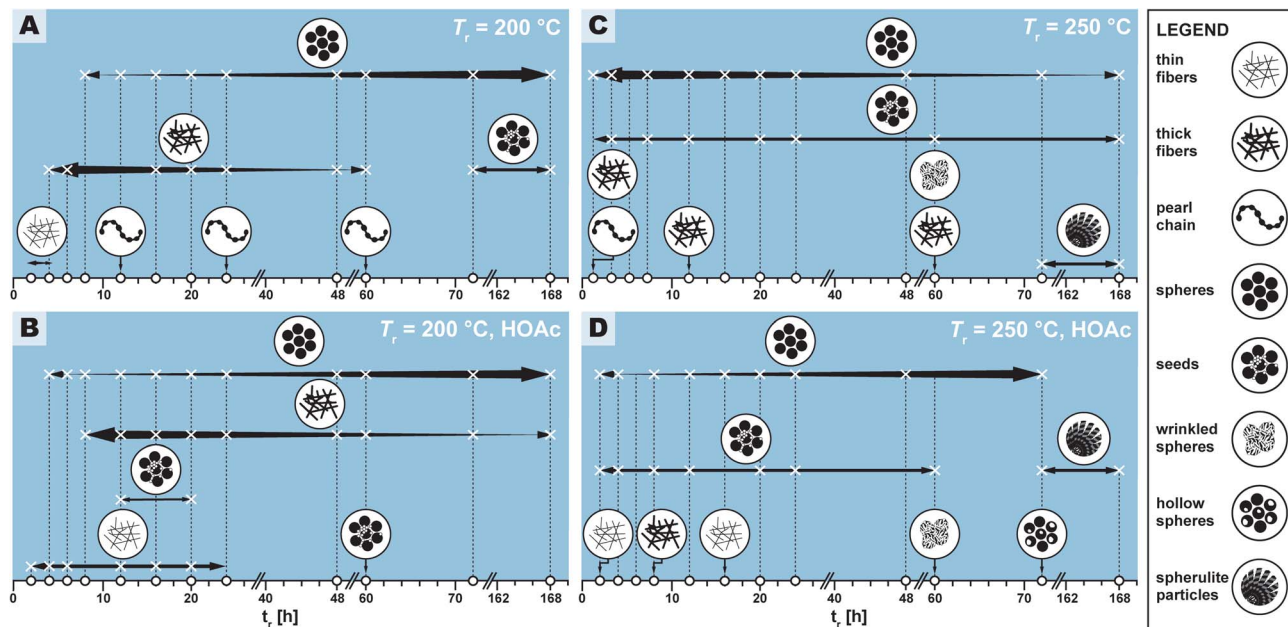 A
Tr = 200 °C
0 10 20 40 48 60 70 162 168
C
Tr = 250 °C
0 10 20 40 48 60 70 162 168
B
Tr = 200 °C, HOAc
0 10 20 40 48 60 70 162 168
tr [h]
D
Tr = 250 °C, HOAc
0 10 20 40 48 60 70 162 168
tr [h]
LEGEND
thin
fibers
thick
fibers
pearl
chain
spheres
seeds
wrinkled
spheres
hollow
spheres
spherulite
particles